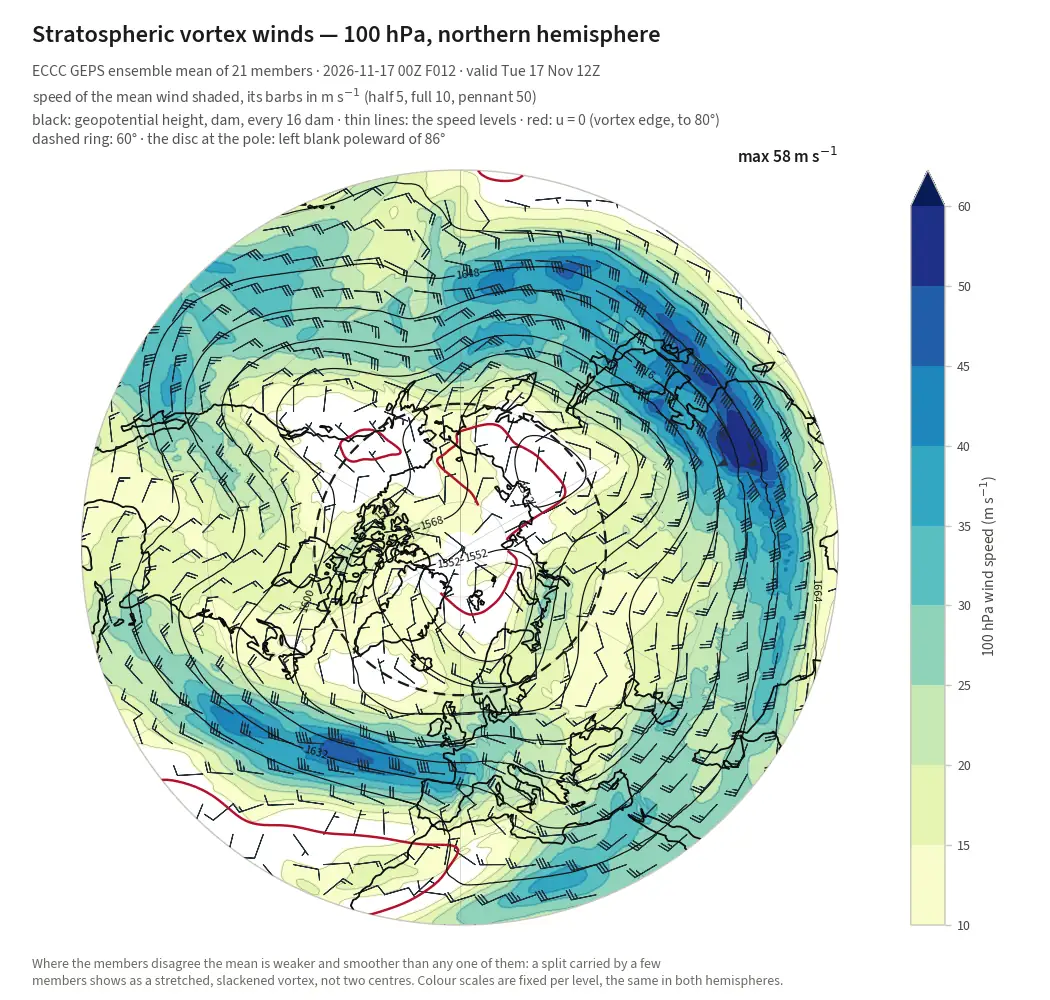 Stratospheric vortex winds — 100 hPa, northern hemisphere
ECCC GEPS ensemble mean of 21 members · 2026-11-17 00Z F012 · valid Tue 17 Nov 12Z
speed of the mean wind shaded, its barbs in m s⁻¹ (half 5, full 10, pennant 50)
black: geopotential height, dam, every 16 dam · thin lines: the speed levels · red: u = 0 (vortex edge, to 80°)
dashed ring: 60° · the disc at the pole: left blank poleward of 86°
max 58 m s⁻¹
60
50
45
40
35
30
25
20
15
10
100 hPa wind speed (m s⁻¹)
1648
1568
1552
1552
1600
1664
1632
Where the members disagree the mean is weaker and smoother than any one of them: a split carried by a few
members shows as a stretched, slackened vortex, not two centres. Colour scales are fixed per level, the same in both hemispheres.